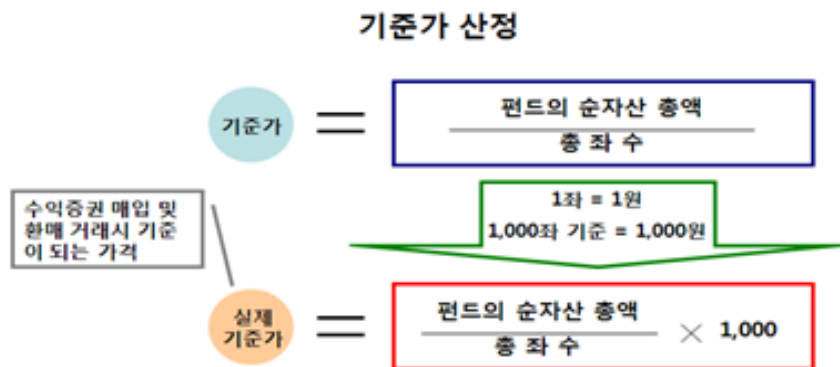 기준가 산정
기준가
=
펀드의 순자산 총액
총 좌 수
1좌 = 1원
1,000좌 기준 = 1,000원
수익증권 매입 및
환매 거래시 기준
이 되는 가격
실제
기준가
=
펀드의 순자산 총액
총 좌 수
× 1,000